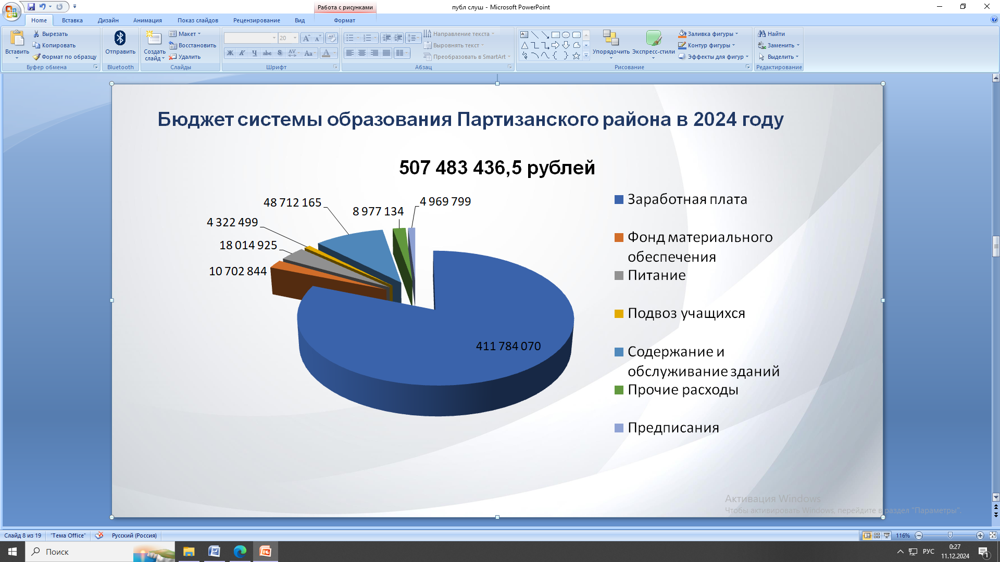 Работа с рисунками
публ слуш - Microsoft PowerPoint
Home Вставка Дизайн Анимация Показ слайдов Рецензирование Вид Формат
Вставить
Вырезать
Копировать
Формат по образцу
Буфер обмена
Отправить
Bluetooth
Создать слайд
Макет
Восстановить
Удалить
Слайды
20
Ж К Ч abc S AV Aa A
Шрифт
Направление текста
Выровнять текст
Преобразовать в SmartArt
Абзац
Упорядочить
Экспресс-стили
Заливка фигуры
Контур фигуры
Эффекты для фигур
Рисование
Найти
Заменить
Выделить
Редактирование
Бюджет системы образования Партизанского района в 2024 году
507 483 436,5 рублей
48 712 165
8 977 134
4 969 799
4 322 499
18 014 925
10 702 844
411 784 070
Заработная плата
Фонд материального
обеспечения
Питание
Подвоз учащихся
Содержание и
обслуживание зданий
Прочие расходы
Предписания
Активация Windows
Чтобы активировать Windows, перейдите в раздел "Параметры".
Слайд 8 из 19 "Тема Office" Русский (Россия) 116%
Поиск
РУС
0:27
11.12.2024
1